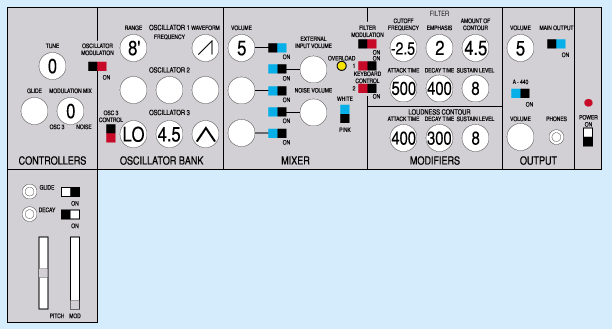 CONTROLLERS
TUNE
0
GLIDE
MODULATION MIX
0
OSC 3 NOISE
OSCILLATOR
MODULATION
ON
OSC 3
CONTROL
OSCILLATOR BANK
RANGE
OSCILLATOR 1
WAVEFORM
FREQUENCY
8'
OSCILLATOR 2
OSCILLATOR 3
LO
4.5
MIXER
VOLUME
5
ON
ON
ON
ON
ON
EXTERNAL
INPUT VOLUME
OVERLOAD
NOISE VOLUME
WHITE
PINK
MODIFIERS
FILTER
FILTER
MODULATION
ON
1
ON
KEYBOARD
CONTROL
2
ON
CUTOFF
FREQUENCY
EMPHASIS
AMOUNT OF
CONTOUR
-2.5
2
4.5
ATTACK TIME
DECAY TIME
SUSTAIN LEVEL
500
400
8
LOUDNESS CONTOUR
ATTACK TIME
DECAY TIME
SUSTAIN LEVEL
400
300
8
OUTPUT
VOLUME
5
MAIN OUTPUT
ON
A - 440
ON
VOLUME
PHONES
POWER
ON
GLIDE
ON
DECAY
ON
PITCH MOD